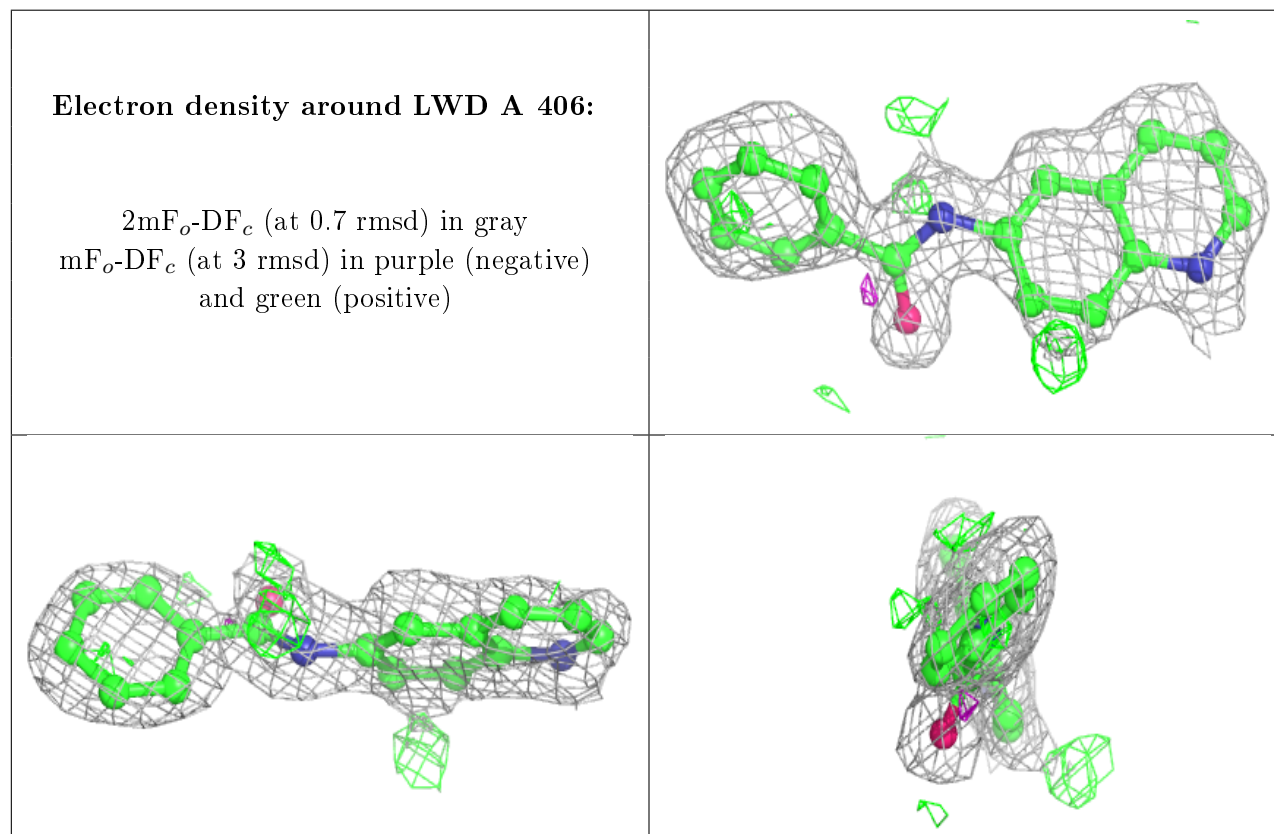 Electron density around LWD A 406:
2mFₒ-DF𝒸 (at 0.7 rmsd) in gray
mFₒ-DF𝒸 (at 3 rmsd) in purple (negative)
and green (positive)